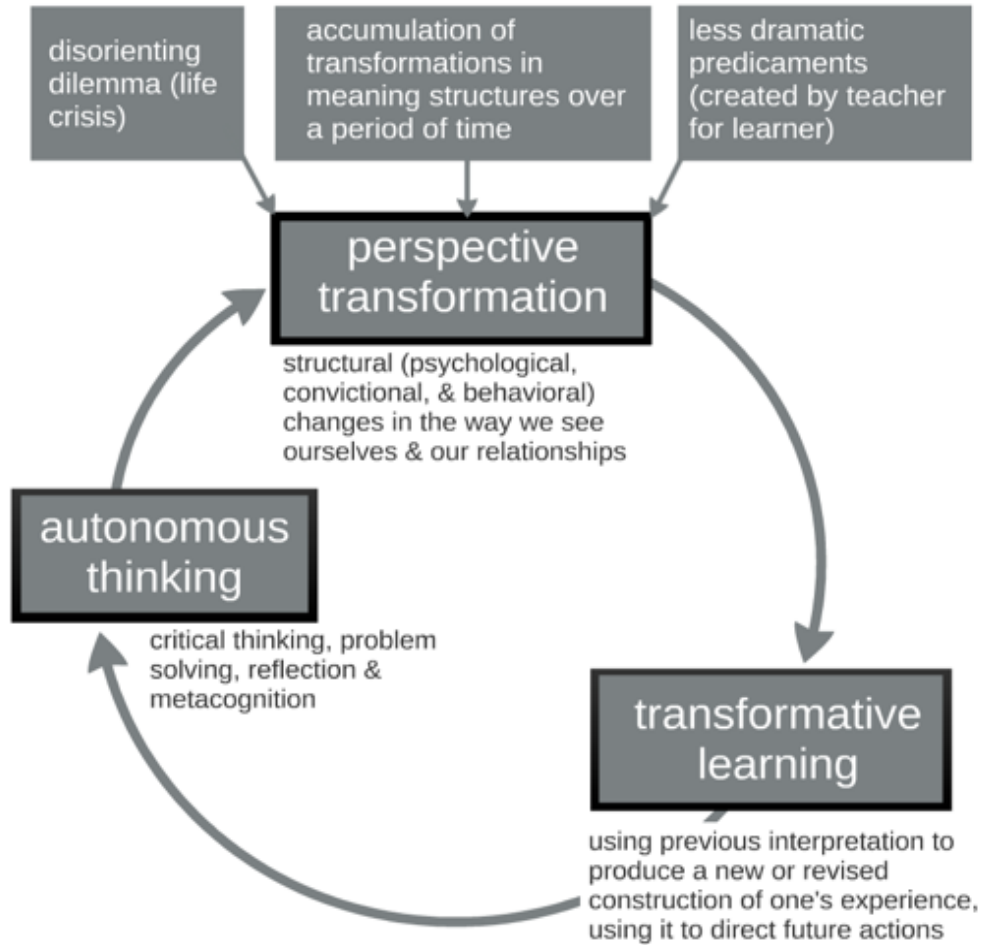 disorienting
dilemma (life
crisis)
accumulation of
transformations in
meaning structures over
a period of time
less dramatic
predicaments
(created by teacher
for learner)
perspective
transformation
structural (psychological,
convictional, & behavioral)
changes in the way we see
ourselves & our relationships
autonomous
thinking
critical thinking, problem
solving, reflection &
metacognition
transformative
learning
using previous interpretation to
produce a new or revised
construction of one's experience,
using it to direct future actions